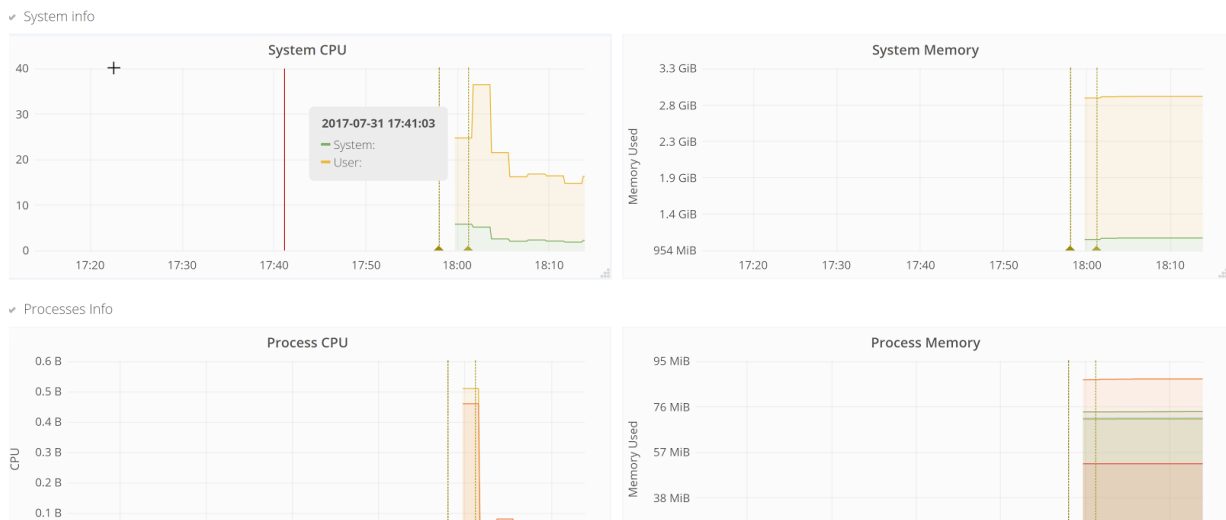 System info
System CPU
40
30
20
10
0
17:20 17:30 17:40 17:50 18:00 18:10
2017-07-31 17:41:03
System:
User:
System Memory
Memory Used
3.3 GiB
2.8 GiB
2.3 GiB
1.9 GiB
1.4 GiB
954 MiB
17:20 17:30 17:40 17:50 18:00 18:10
Processes Info
Process CPU
CPU
0.6 B
0.5 B
0.4 B
0.3 B
0.2 B
0.1 B
Process Memory
Memory Used
95 MiB
76 MiB
57 MiB
38 MiB